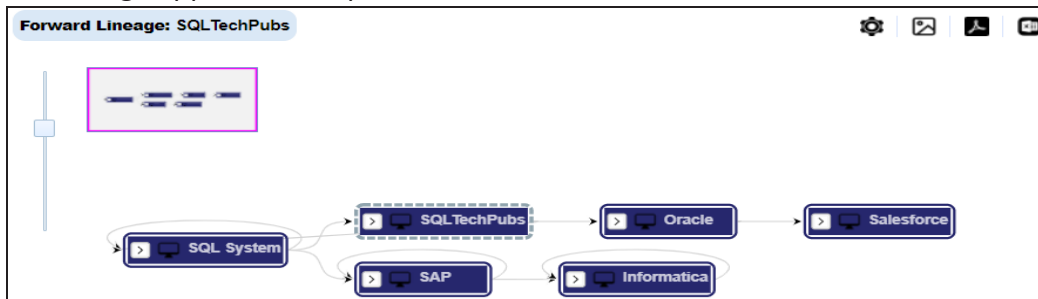 Forward Lineage: SQLTechPubs
SQLTechPubs
Oracle
Salesforce
SQL System
SAP
Informatica